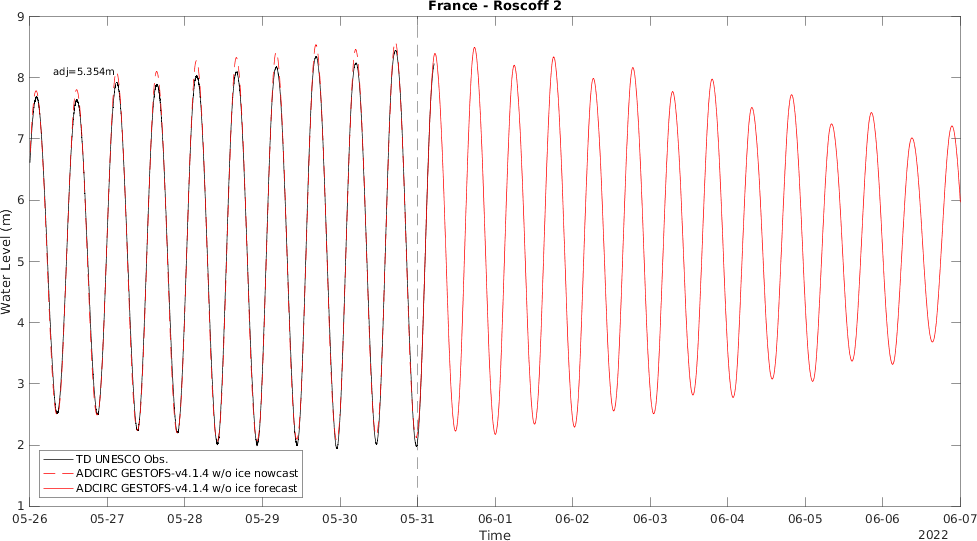 France - Roscoff 2
9
8
7
6
5
4
3
2
1
Water Level (m)
adj=5.354m
TD UNESCO Obs.
ADCIRC GESTOFS-v4.1.4 w/o ice nowcast
ADCIRC GESTOFS-v4.1.4 w/o ice forecast
05-26 05-27 05-28 05-29 05-30 05-31 06-01 06-02 06-03 06-04 06-05 06-06 06-07
Time
2022